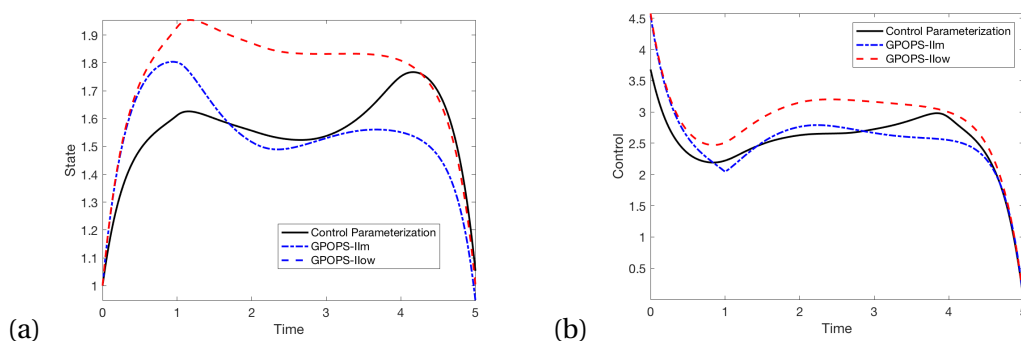 1.9
1.8
1.7
1.6
1.5
1.4
1.3
1.2
1.1
1
State
0 1 2 3 4 5
Time
Control Parameterization
GPOPS-IIm
GPOPS-IIow
(a)
4.5
4
3.5
3
2.5
2
1.5
1
0.5
Control
0 1 2 3 4 5
Time
Control Parameterization
GPOPS-IIm
GPOPS-IIow
(b)